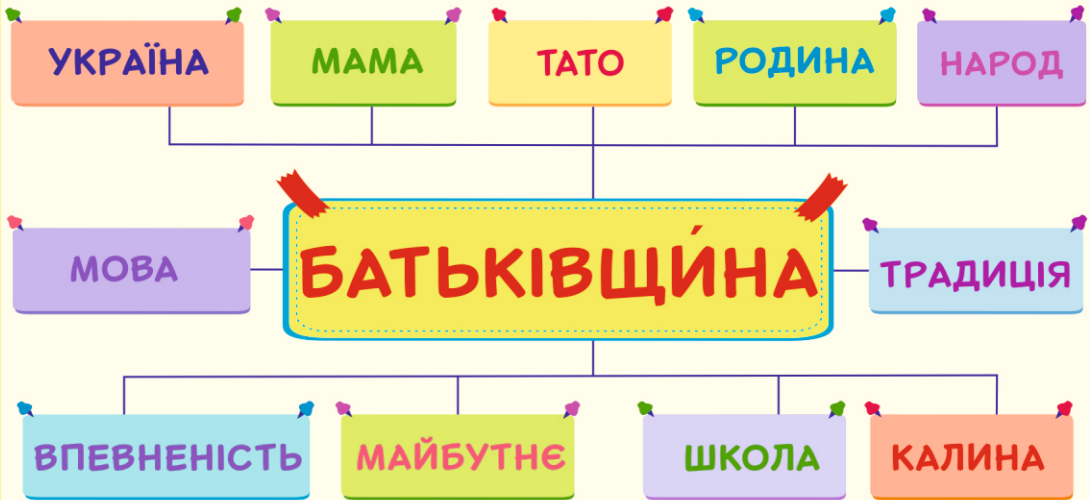 УКРАЇНА
МАМА
ТАТО
РОДИНА
НАРОД
МОВА
БАТЬКІВЩИ́НА
ТРАДИЦІЯ
ВПЕВНЕНІСТЬ
МАЙБУТНЄ
ШКОЛА
КАЛИНА